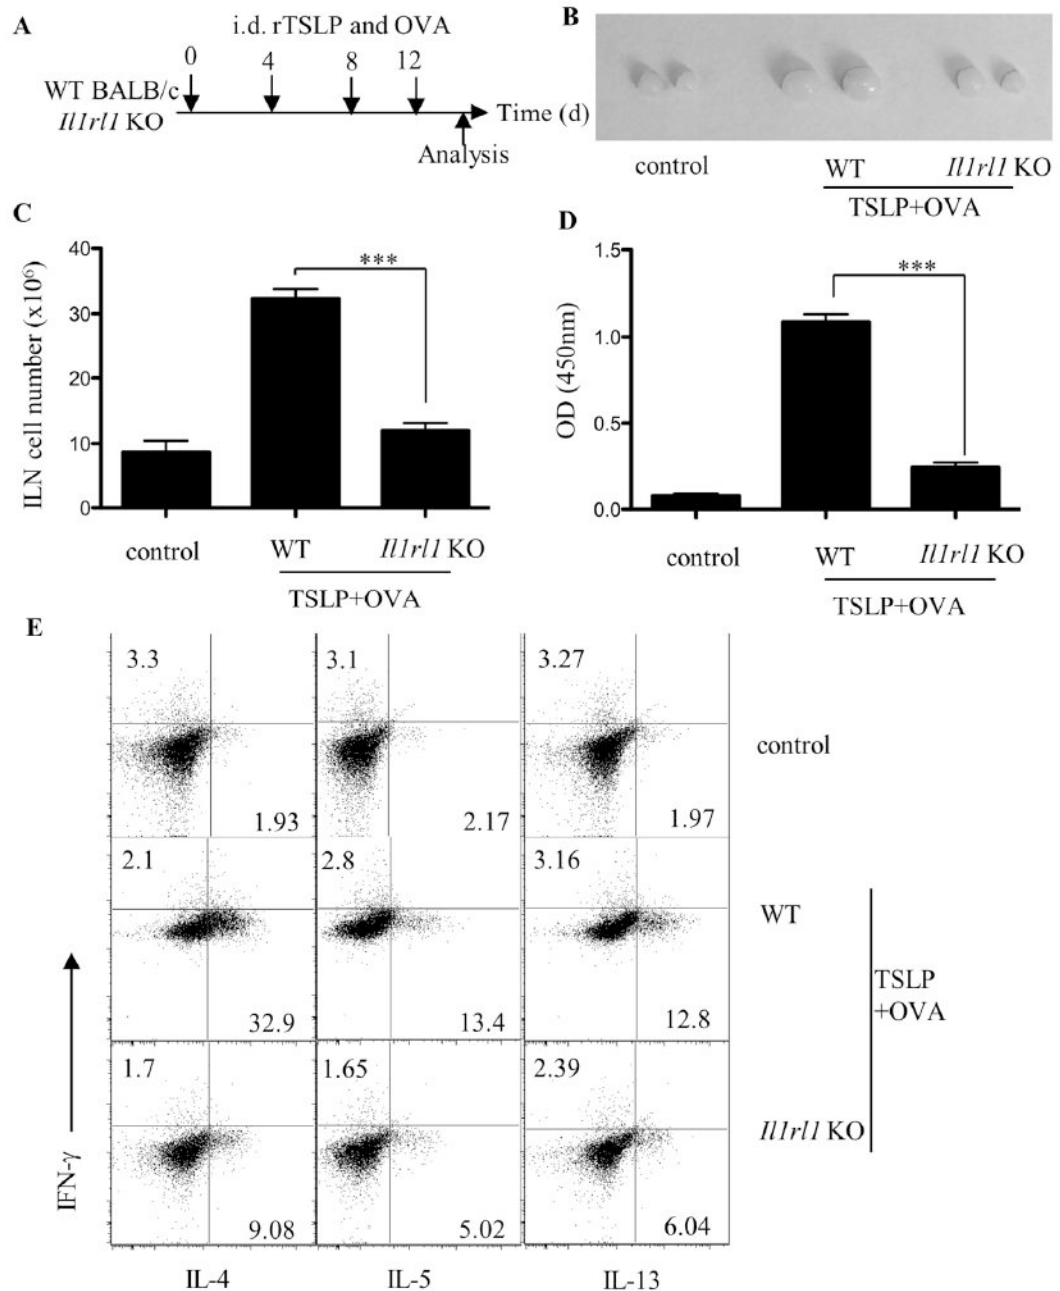 A
i.d. rTSLP and OVA
0 4 8 12
WT BALB/c
Il1rl1 KO
Time (d)
Analysis
B
control WT Il1rl1 KO
TSLP+OVA
C
ILN cell number (x10⁶)
40
30
20
10
0
***
control WT Il1rl1 KO
TSLP+OVA
D
OD (450nm)
1.5
1.0
0.5
0.0
***
control WT Il1rl1 KO
TSLP+OVA
E
3.3 3.1 3.27
control
1.93 2.17 1.97
2.1 2.8 3.16
WT
32.9 13.4 12.8
TSLP
+OVA
1.7 1.65 2.39
Il1rl1 KO
9.08 5.02 6.04
IFN-γ
IL-4 IL-5 IL-13